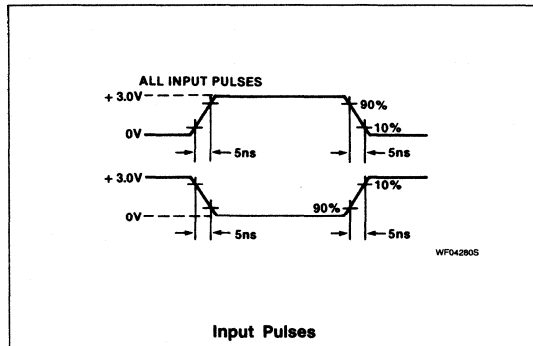 ALL INPUT PULSES
+ 3.0V
90%
0V
10%
5ns
5ns
+ 3.0V
10%
0V
90%
5ns
5ns
WF04280S
Input Pulses